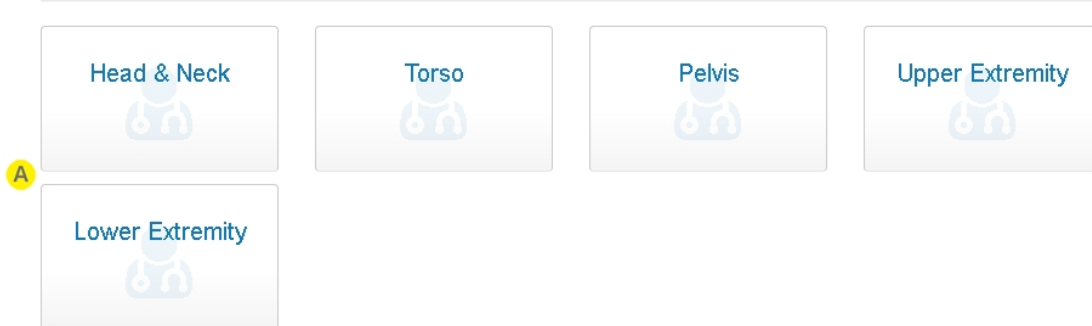 Head & Neck
Torso
Pelvis
Upper Extremity
A
Lower Extremity